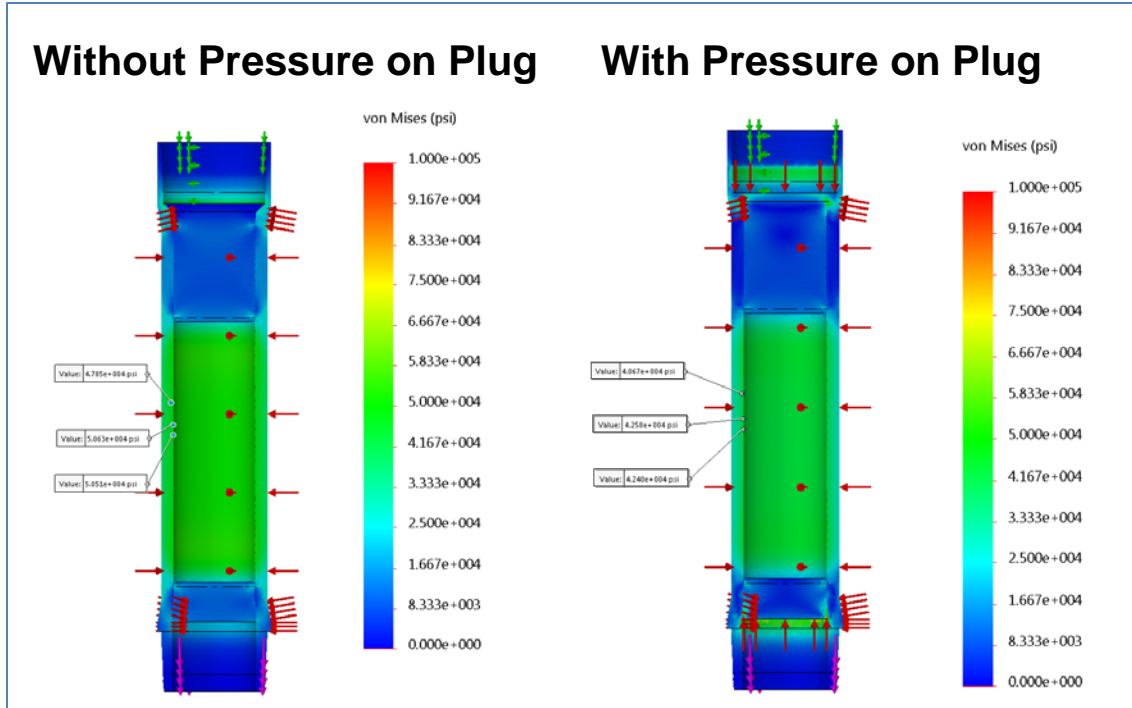 Without Pressure on Plug
With Pressure on Plug
von Mises (psi)
1.000e+005
9.167e+004
8.333e+004
7.500e+004
6.667e+004
5.833e+004
5.000e+004
4.167e+004
3.333e+004
2.500e+004
1.667e+004
8.333e+003
0.000e+000
Value: 4.785e+004 psi
Value: 5.063e+004 psi
Value: 5.051e+004 psi
von Mises (psi)
1.000e+005
9.167e+004
8.333e+004
7.500e+004
6.667e+004
5.833e+004
5.000e+004
4.167e+004
3.333e+004
2.500e+004
1.667e+004
8.333e+003
0.000e+000
Value: 4.067e+004 psi
Value: 4.258e+004 psi
Value: 4.240e+004 psi